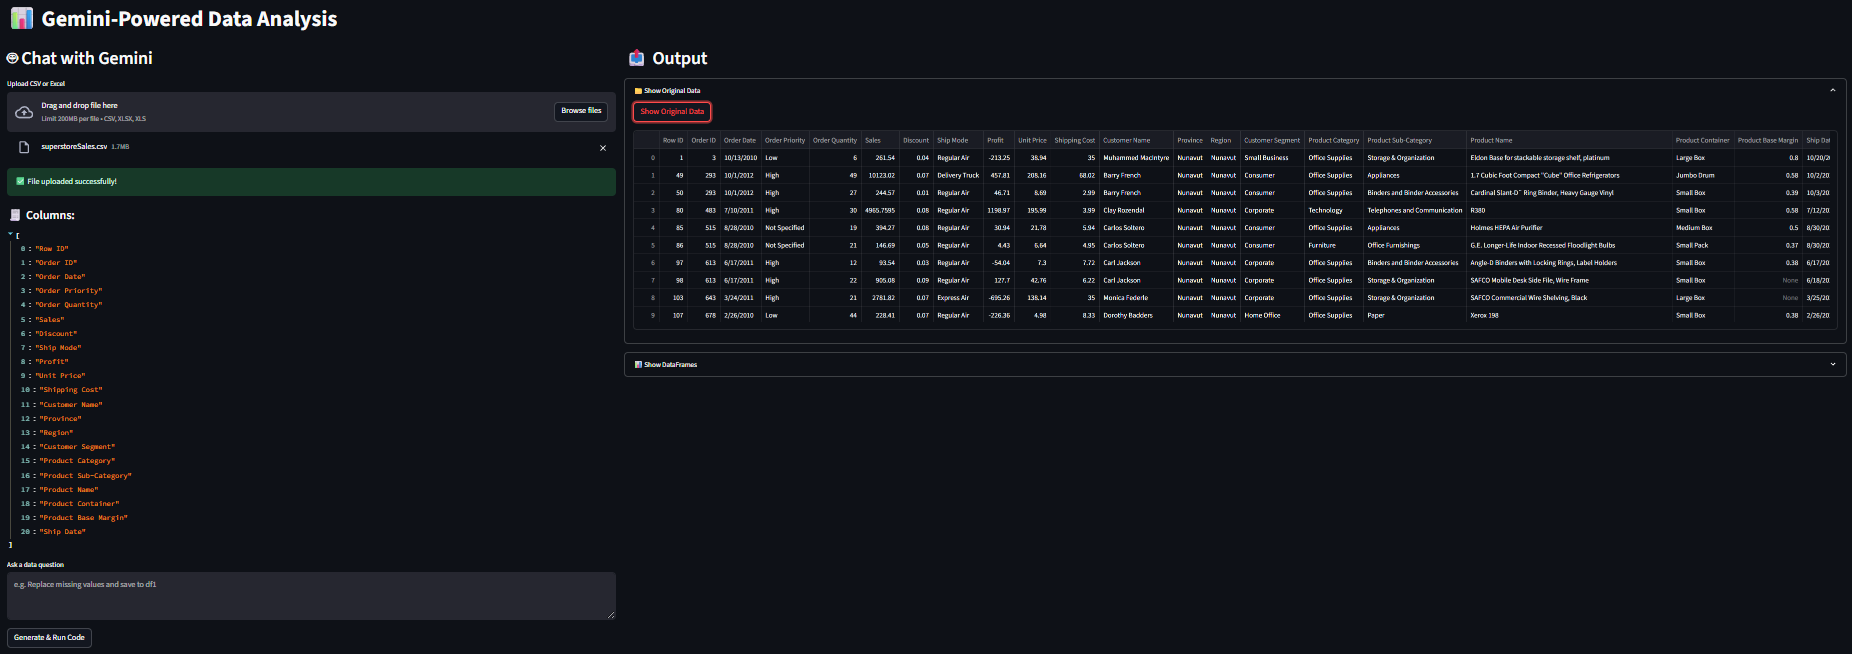 Gemini-Powered Data Analysis
Chat with Gemini
Upload CSV or Excel
Drag and drop file here
Limit 200MB per file • CSV, XLSX, XLS
Browse files
superstoreSales.csv 1.7MB
File uploaded successfully!
Columns:
[
0 : "Row ID"
1 : "Order ID"
2 : "Order Date"
3 : "Order Priority"
4 : "Order Quantity"
5 : "Sales"
6 : "Discount"
7 : "Ship Mode"
8 : "Profit"
9 : "Unit Price"
10 : "Shipping Cost"
11 : "Customer Name"
12 : "Province"
13 : "Region"
14 : "Customer Segment"
15 : "Product Category"
16 : "Product Sub-Category"
17 : "Product Name"
18 : "Product Container"
19 : "Product Base Margin"
20 : "Ship Date"
]
Ask a data question
e.g. Replace missing values and save to df1
Generate & Run Code
Output
Show Original Data
Show Original Data
Row ID Order ID Order Date Order Priority Order Quantity Sales Discount Ship Mode Profit Unit Price Shipping Cost Customer Name Province Region Customer Segment Product Category Product Sub-Category Product Name Product Container Product Base Margin Ship Dat
0 1 3 10/13/2010 Low 6 261.54 0.04 Regular Air -213.25 38.94 35 Muhammed MacIntyre Nunavut Nunavut Small Business Office Supplies Storage & Organization Eldon Base for stackable storage shelf, platinum Large Box 0.8 10/20/20
1 49 293 10/1/2012 High 49 10123.02 0.07 Delivery Truck 457.81 208.16 68.02 Barry French Nunavut Nunavut Consumer Office Supplies Appliances 1.7 Cubic Foot Compact "Cube" Office Refrigerators Jumbo Drum 0.58 10/2/20
2 50 293 10/1/2012 High 27 244.57 0.01 Regular Air 46.71 8.69 2.99 Barry French Nunavut Nunavut Consumer Office Supplies Binders and Binder Accessories Cardinal Slant-D¨ Ring Binder, Heavy Gauge Vinyl Small Box 0.39 10/3/20
3 80 483 7/10/2011 High 30 4965.7595 0.08 Regular Air 1198.97 195.99 3.99 Clay Rozendal Nunavut Nunavut Corporate Technology Telephones and Communication R380 Small Box 0.58 7/12/20
4 85 515 8/28/2010 Not Specified 19 394.27 0.08 Regular Air 30.94 21.78 5.94 Carlos Soltero Nunavut Nunavut Consumer Office Supplies Appliances Holmes HEPA Air Purifier Medium Box 0.5 8/30/20
5 86 515 8/28/2010 Not Specified 21 146.69 0.05 Regular Air 4.43 6.64 4.95 Carlos Soltero Nunavut Nunavut Consumer Furniture Office Furnishings G.E. Longer-Life Indoor Recessed Floodlight Bulbs Small Pack 0.37 8/30/20
6 97 613 6/17/2011 High 12 93.54 0.03 Regular Air -54.04 7.3 7.72 Carl Jackson Nunavut Nunavut Corporate Office Supplies Binders and Binder Accessories Angle-D Binders with Locking Rings, Label Holders Small Box 0.38 6/17/20
7 98 613 6/17/2011 High 22 905.08 0.09 Regular Air 127.7 42.76 6.22 Carl Jackson Nunavut Nunavut Corporate Office Supplies Storage & Organization SAFCO Mobile Desk Side File, Wire Frame Small Box None 6/18/20
8 103 643 3/24/2011 High 21 2781.82 0.07 Express Air -695.26 138.14 35 Monica Federle Nunavut Nunavut Corporate Office Supplies Storage & Organization SAFCO Commercial Wire Shelving, Black Large Box None 3/25/20
9 107 678 2/26/2010 Low 44 228.41 0.07 Regular Air -226.36 4.98 8.33 Dorothy Badders Nunavut Nunavut Home Office Office Supplies Paper Xerox 198 Small Box 0.38 2/26/20
Show DataFrames